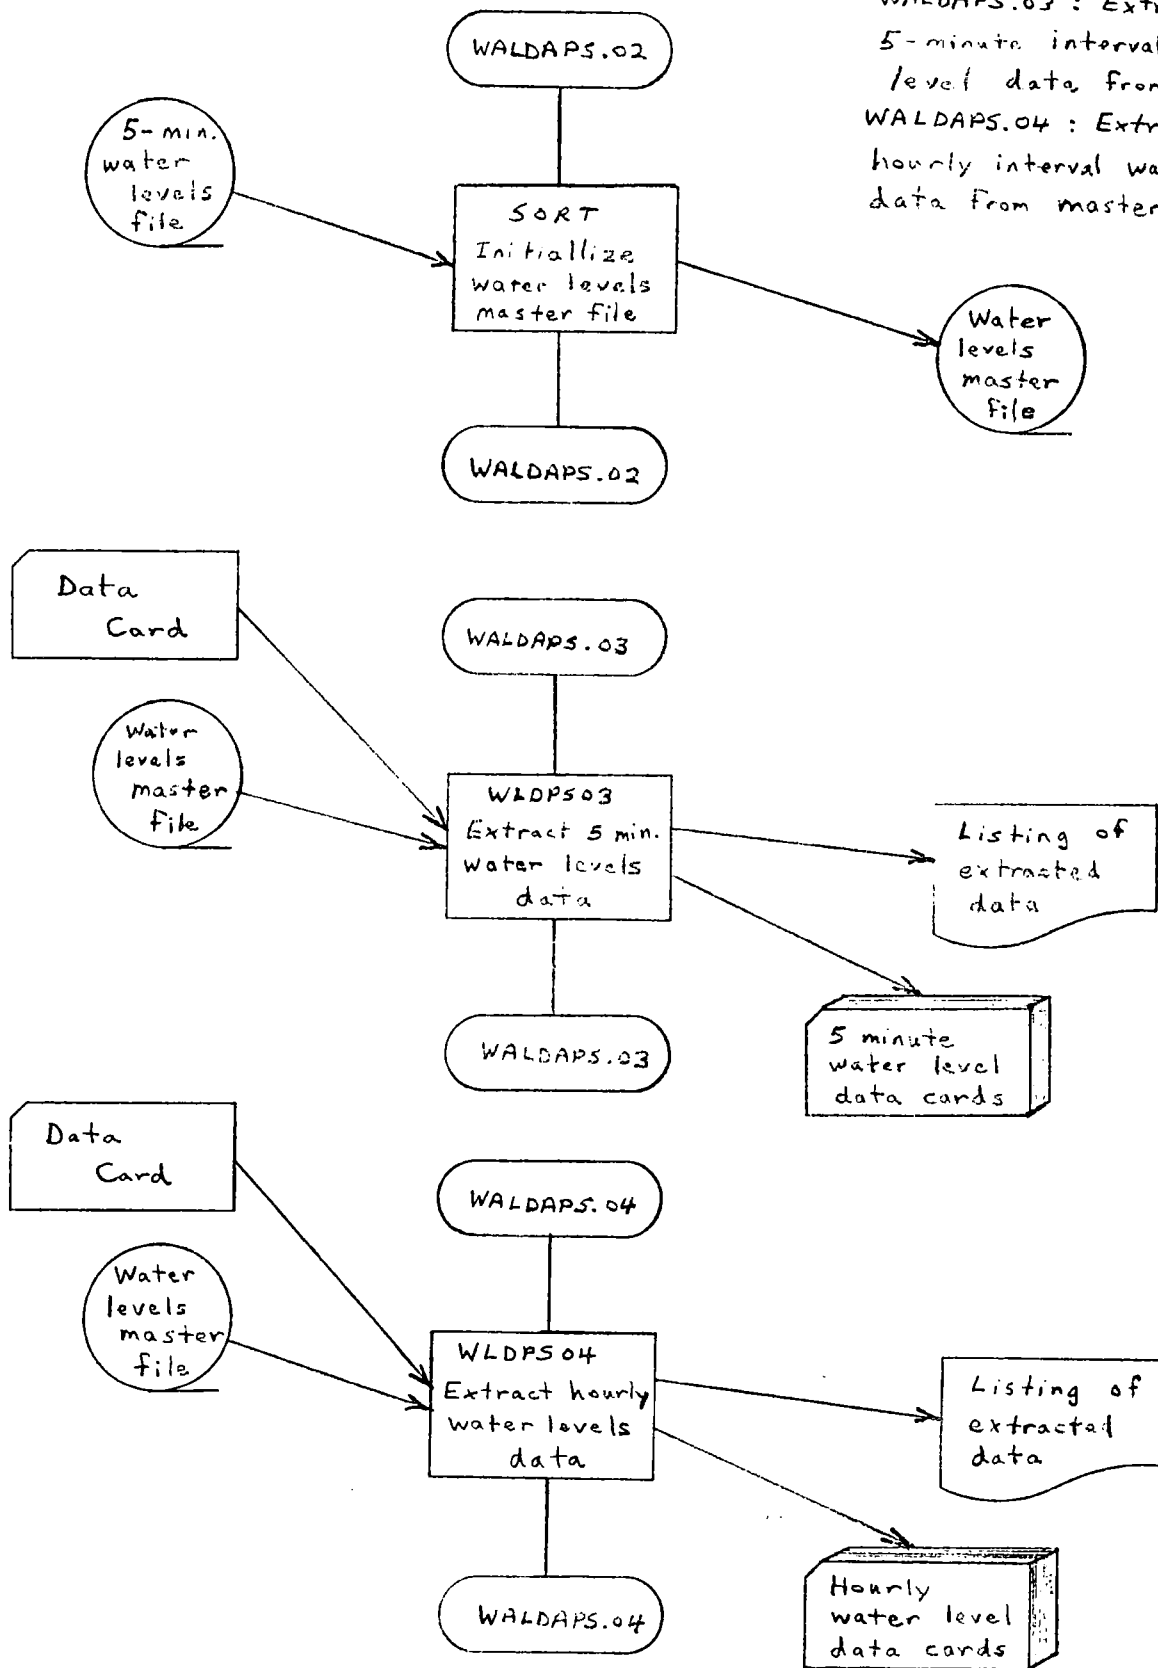 WALDAPS.03 : Extr
5-minute interval
level data from
WALDAPS.04 : Extr
hourly interval wa
data from master
WALDAPS.02
5-min.
water
levels
file
SORT
Initiallize
water levels
master file
Water
levels
master
file
WALDAPS.02
Data
Card
WALDAPS.03
Water
levels
master
file
WLDPS03
Extract 5 min.
water levels
data
Listing of
extracted
data
WALDAPS.03
5 minute
water level
data cards
Data
Card
WALDAPS.04
Water
levels
master
file
WLDPS04
Extract hourly
water levels
data
Listing of
extracted
data
WALDAPS.04
Hourly
water level
data cards